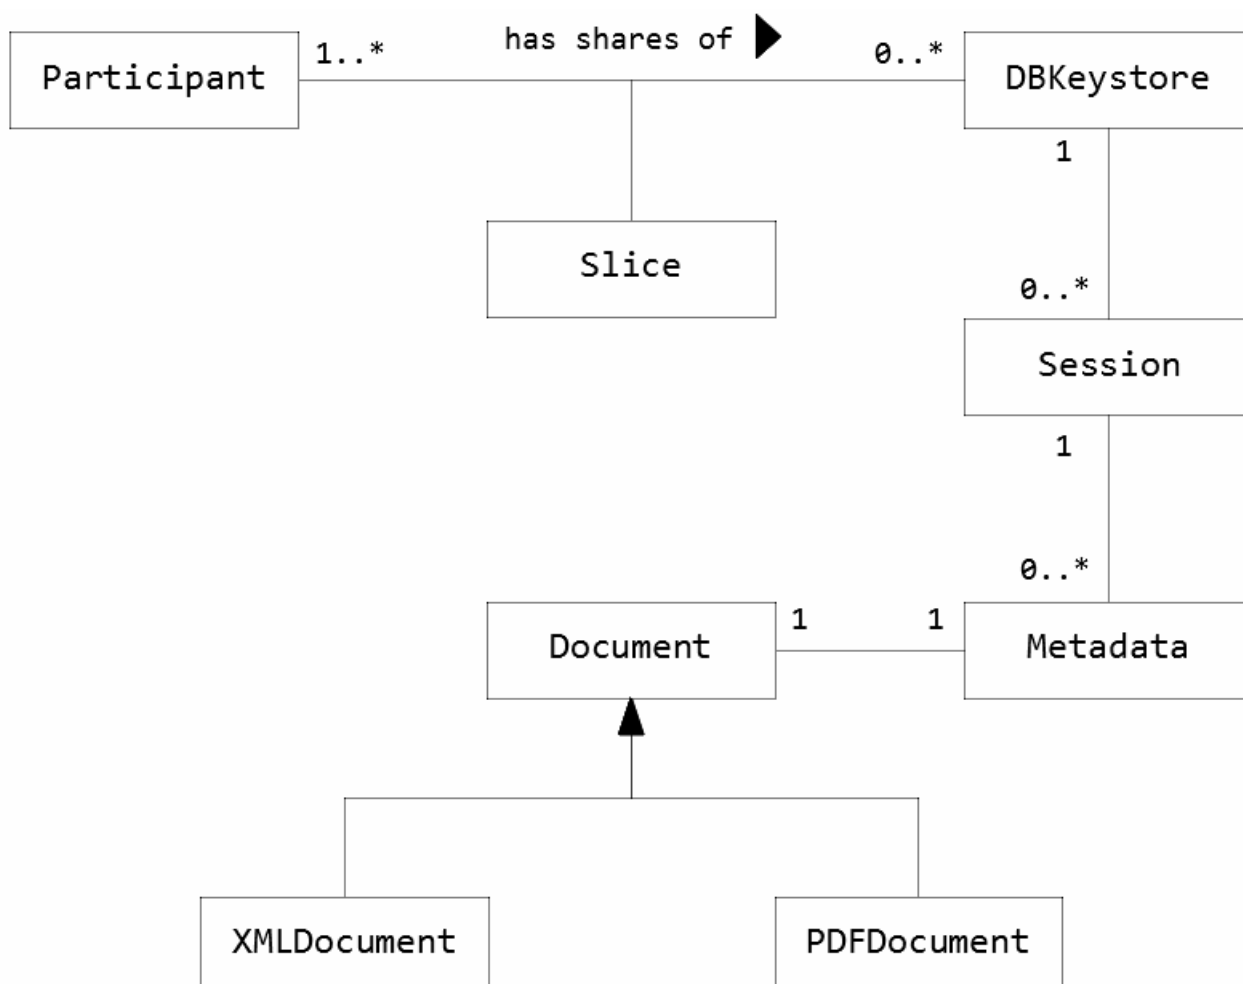 has shares of
1..*
0..*
Participant
DBKeystore
1
Slice
0..*
Session
1
0..*
Document
1
1
Metadata
XMLDocument
PDFDocument